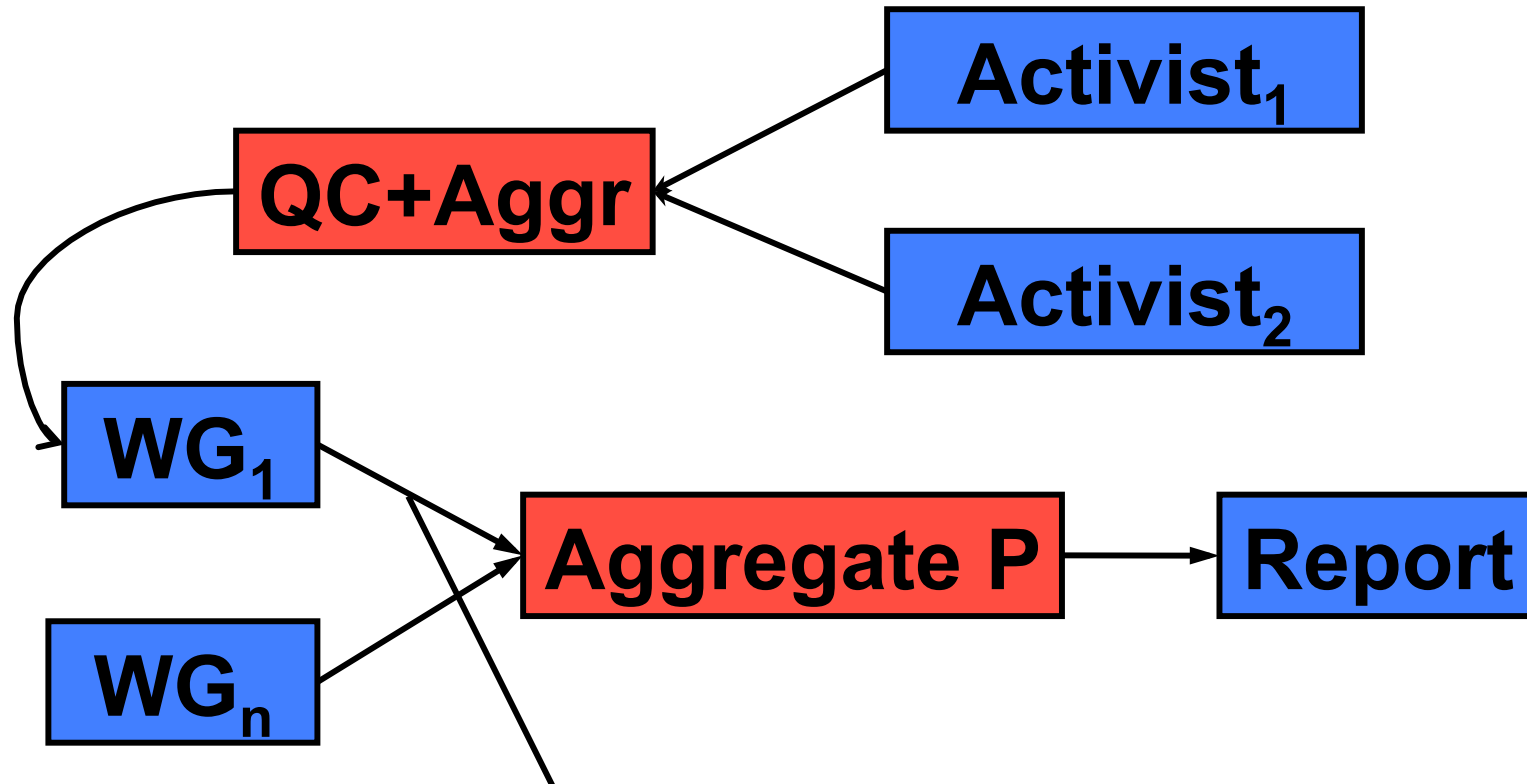 Activist₁
QC+Aggr
Activist₂
WG₁
Aggregate P
Report
WGₙ